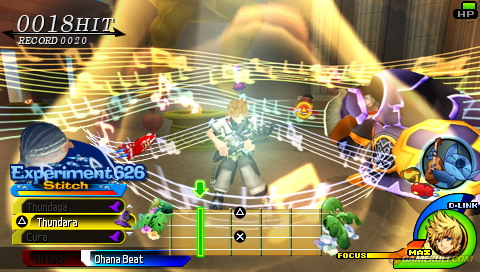 0018HIT
RECORD 0020
HP
Experiment 626
Stitch
Thundaga
Thundara
Cura
Ohana Beat
D-LINK
FOCUS
MAX